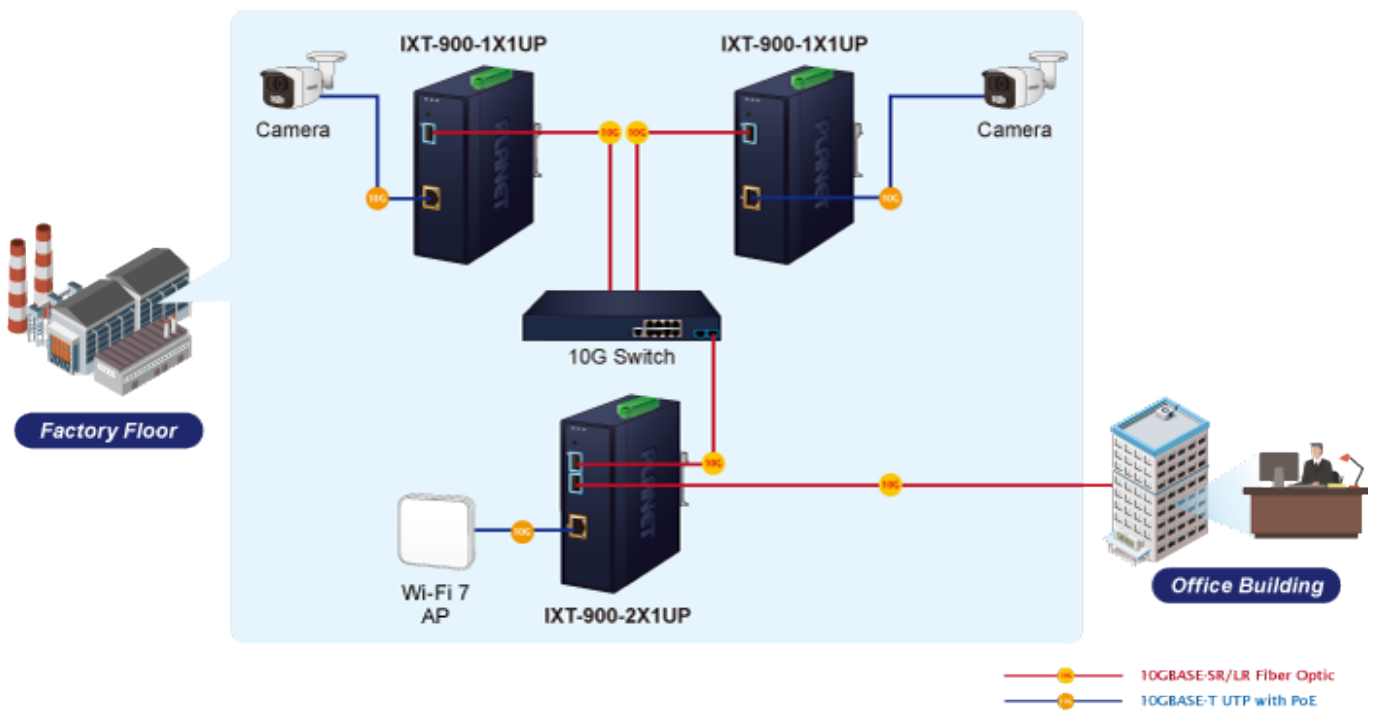 IXT-900-1X1UP
IXT-900-1X1UP
Camera
Camera
PLANET
PLANET
10G
10G
10G
10G
10G Switch
Factory Floor
PLANET
10G
10G
10G
Wi-Fi 7
AP
IXT-900-2X1UP
Office Building
10G
10GBASE-SR/LR Fiber Optic
10G
10GBASE-T UTP with PoE